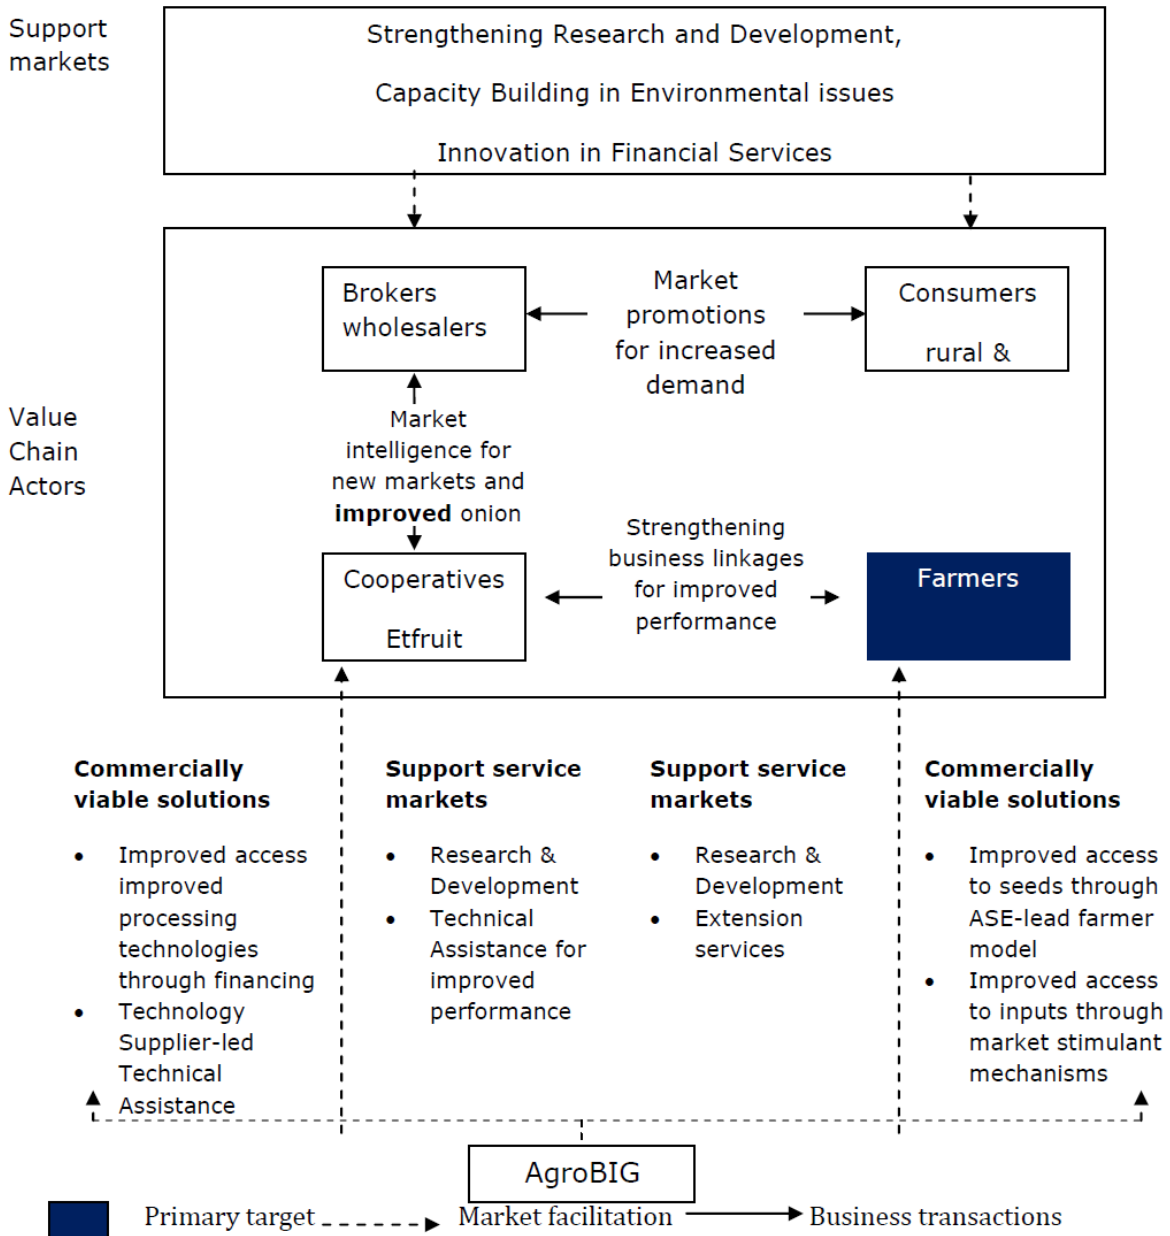 Support
markets
Strengthening Research and Development,
Capacity Building in Environmental issues
Innovation in Financial Services
Value
Chain
Actors
Brokers
wholesalers
Market
promotions
for increased
demand
Consumers
rural &
Market
intelligence for
new markets and
improved onion
Cooperatives
Etfruit
Strengthening
business linkages
for improved
performance
Farmers
Commercially
viable solutions
• Improved access
improved
processing
technologies
through financing
• Technology
Supplier-led
Technical
Assistance
Support service
markets
• Research &
Development
• Technical
Assistance for
improved
performance
Support service
markets
• Research &
Development
• Extension
services
Commercially
viable solutions
• Improved access
to seeds through
ASE-lead farmer
model
• Improved access
to inputs through
market stimulant
mechanisms
AgroBIG
Primary target
Market facilitation
Business transactions